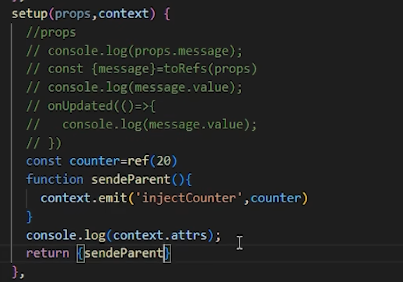 setup(props,context) {
//props
// console.log(props.message);
// const {message}=toRefs(props)
// console.log(message.value);
// onUpdated(()=>{
//   console.log(message.value);
// })
const counter=ref(20)
function sendeParent(){
context.emit('injectCounter',counter)
}
console.log(context.attrs);
return {sendeParent}
},